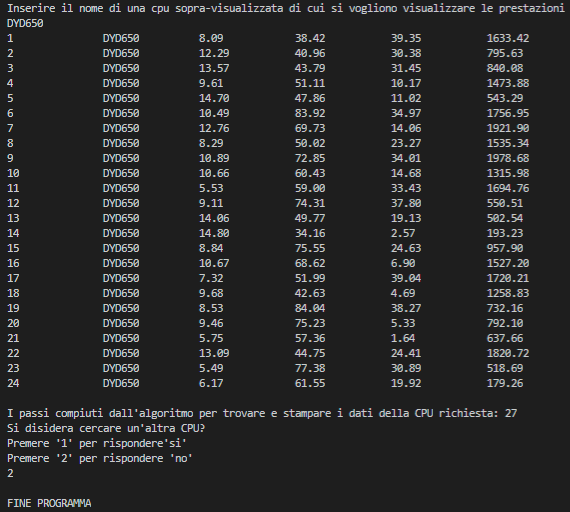 Inserire il nome di una cpu sopra-visualizzata di cui si vogliono visualizzare le prestazioni
DYD650
1 DYD650 8.09 38.42 39.35 1633.42
2 DYD650 12.29 40.96 30.38 795.63
3 DYD650 13.57 43.79 31.45 840.08
4 DYD650 9.61 51.11 10.17 1473.88
5 DYD650 14.70 47.86 11.02 543.29
6 DYD650 10.49 83.92 34.97 1756.95
7 DYD650 12.76 69.73 14.06 1921.90
8 DYD650 8.29 50.02 23.27 1535.34
9 DYD650 10.89 72.85 34.01 1978.68
10 DYD650 10.66 60.43 14.68 1315.98
11 DYD650 5.53 59.00 33.43 1694.76
12 DYD650 9.11 74.31 37.80 550.51
13 DYD650 14.06 49.77 19.13 502.54
14 DYD650 14.80 34.16 2.57 193.23
15 DYD650 8.84 75.55 24.63 957.90
16 DYD650 10.67 68.62 6.90 1527.20
17 DYD650 7.32 51.99 39.04 1720.21
18 DYD650 9.68 42.63 4.69 1258.83
19 DYD650 8.53 84.04 38.27 732.16
20 DYD650 9.46 75.23 5.33 792.10
21 DYD650 5.75 57.36 1.64 637.66
22 DYD650 13.09 44.75 24.41 1820.72
23 DYD650 5.49 77.38 30.89 518.69
24 DYD650 6.17 61.55 19.92 179.26
I passi compiuti dall'algoritmo per trovare e stampare i dati della CPU richiesta: 27
Si disidera cercare un'altra CPU?
Premere '1' per rispondere'si'
Premere '2' per rispondere 'no'
2
FINE PROGRAMMA